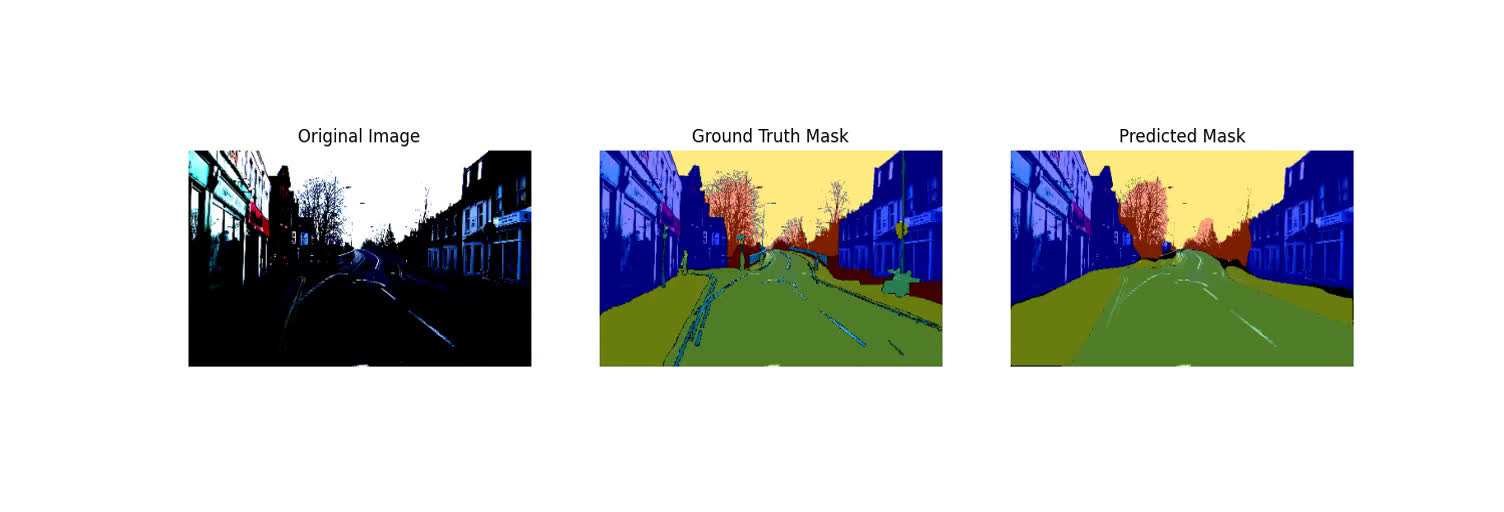 Original Image
Ground Truth Mask
Predicted Mask